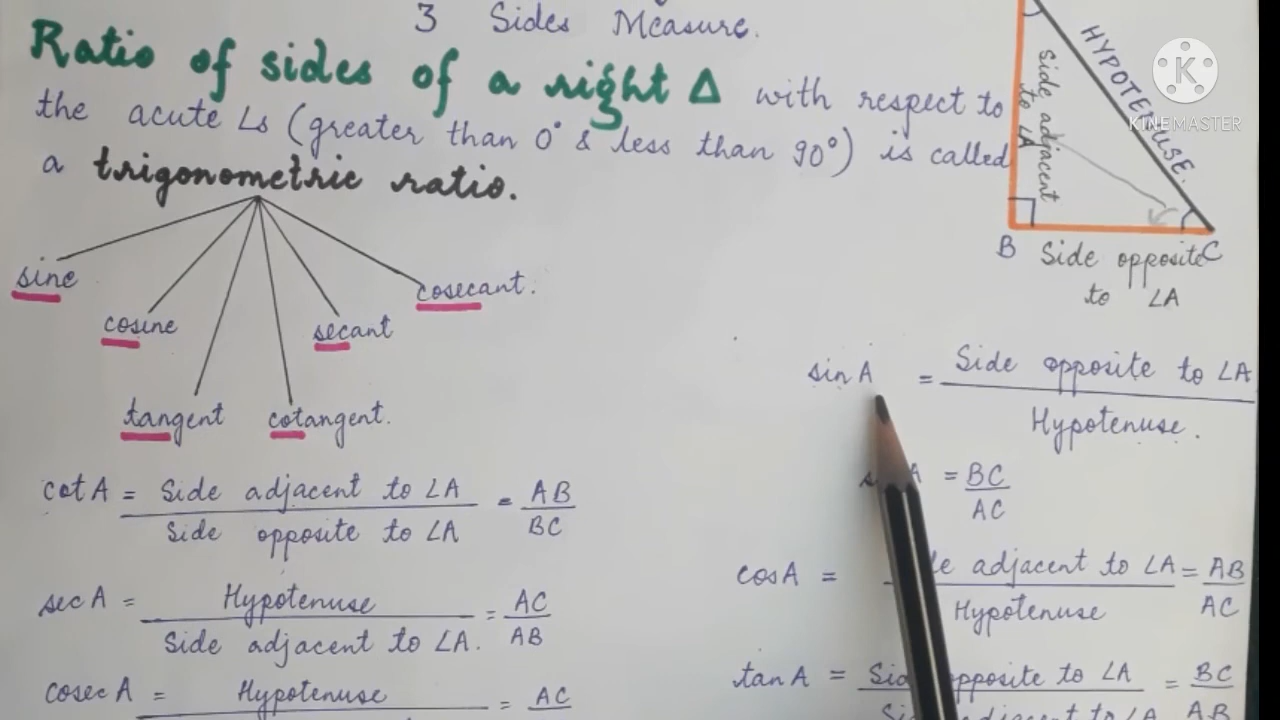 3 Sides Measure.
Ratio of sides of a right Δ with respect to
the acute ∠s (greater than 0° & less than 90°) is called
a trigonometric ratio.
sine
cosine
tangent
cotangent.
secant
cosecant.
cot A = Side adjacent to ∠A / Side opposite to ∠A = AB / BC
sec A = Hypotenuse / Side adjacent to ∠A. = AC / AB
cosec A = Hypotenuse = AC
HYPOTENUSE.
Side adjacent
to ∠A
B
C
Side opposite
to ∠A
KINEMASTER
K
sin A = Side opposite to ∠A / Hypotenuse.
A = BC / AC
cos A = adjacent to ∠A / Hypotenuse = AB / AC
tan A = opposite to ∠A / adjacent to ∠A = BC / AB